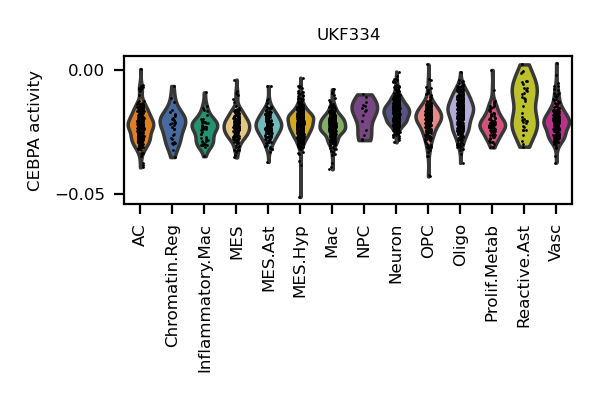 UKF334
CEBPA activity
0.00
−0.05
AC
Chromatin.Reg
Inflammatory.Mac
MES
MES.Ast
MES.Hyp
Mac
NPC
Neuron
OPC
Oligo
Prolif.Metab
Reactive.Ast
Vasc